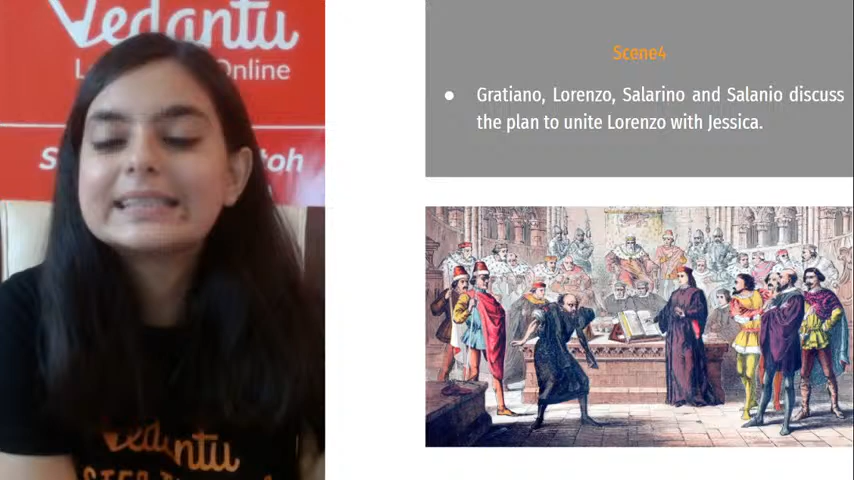 Vedantu
Online
Scene4
● Gratiano, Lorenzo, Salarino and Salanio discuss
the plan to unite Lorenzo with Jessica.
Vedantu